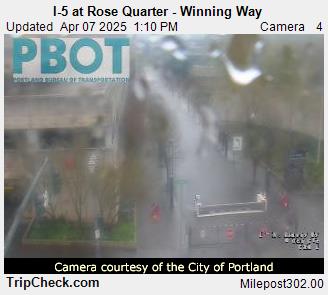 I-5 at Rose Quarter - Winning Way
Updated Apr 07 2025 1:10 PM Camera 4
PBOT
PORTLAND BUREAU OF TRANSPORTATION
Camera courtesy of the City of Portland
TripCheck.com Milepost302.00